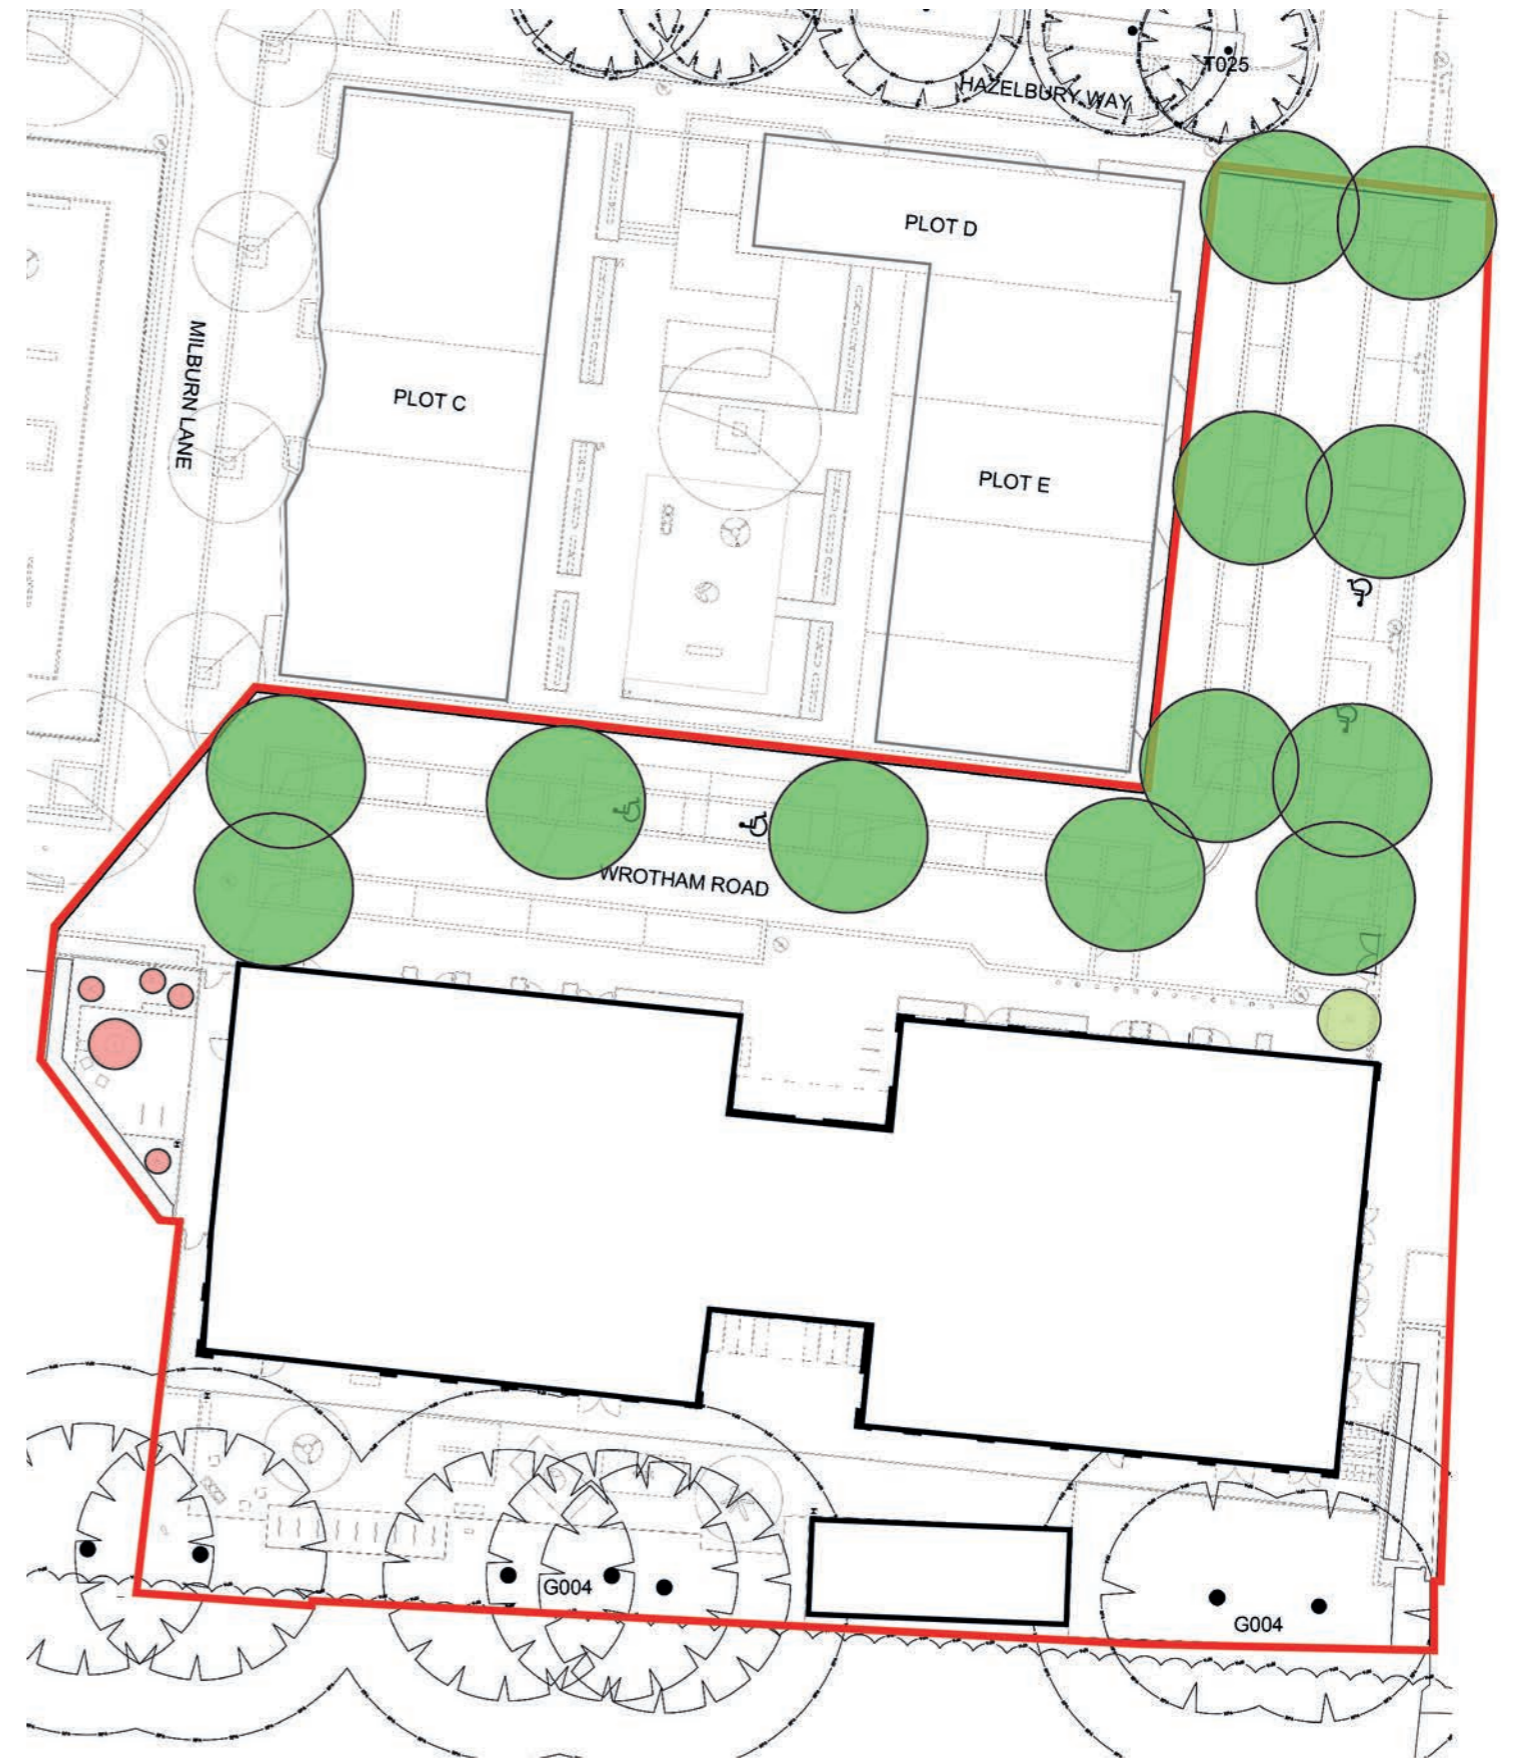 T025
HAZELBURY WAY
PLOT D
MILBURN LANE
PLOT C
PLOT E
WROTHAM ROAD
G004
G004